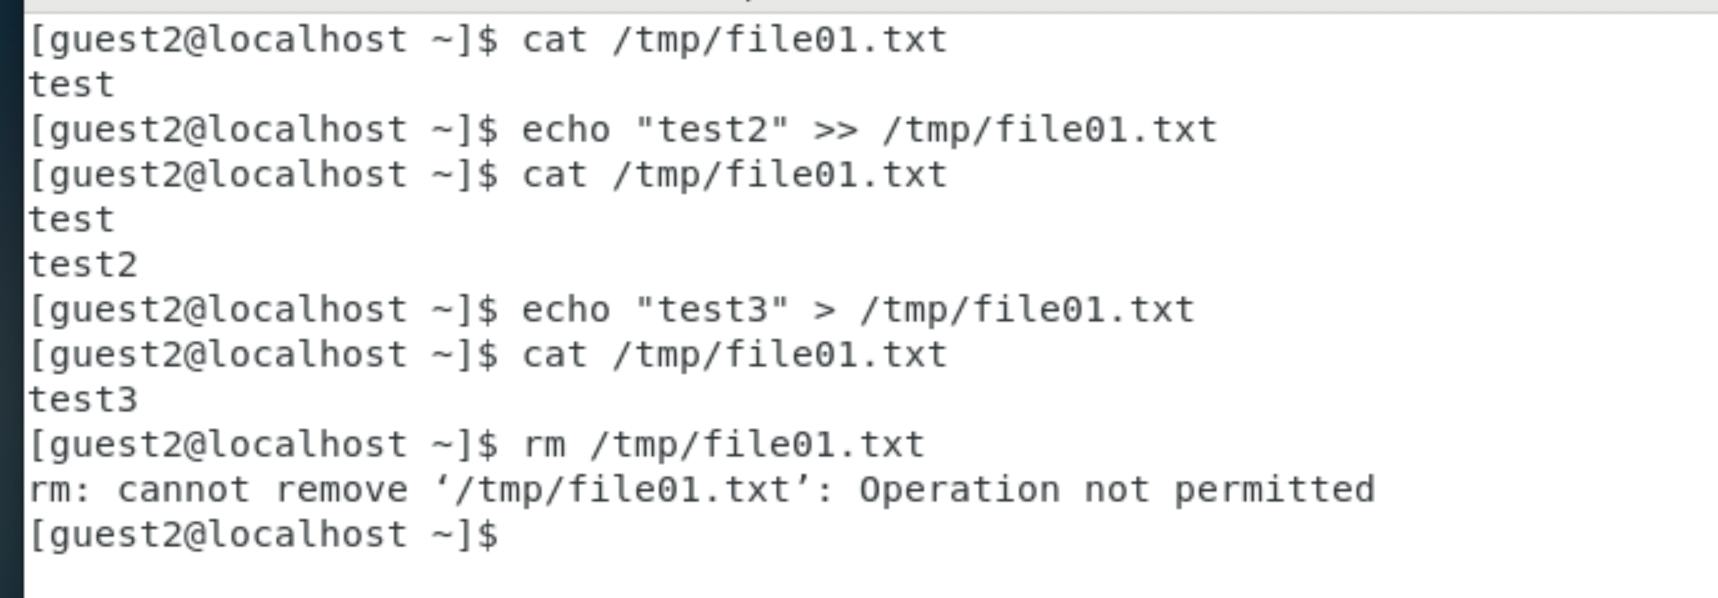 [guest2@localhost ~]$ cat /tmp/file01.txt
test
[guest2@localhost ~]$ echo "test2" >> /tmp/file01.txt
[guest2@localhost ~]$ cat /tmp/file01.txt
test
test2
[guest2@localhost ~]$ echo "test3" > /tmp/file01.txt
[guest2@localhost ~]$ cat /tmp/file01.txt
test3
[guest2@localhost ~]$ rm /tmp/file01.txt
rm: cannot remove ‘/tmp/file01.txt’: Operation not permitted
[guest2@localhost ~]$